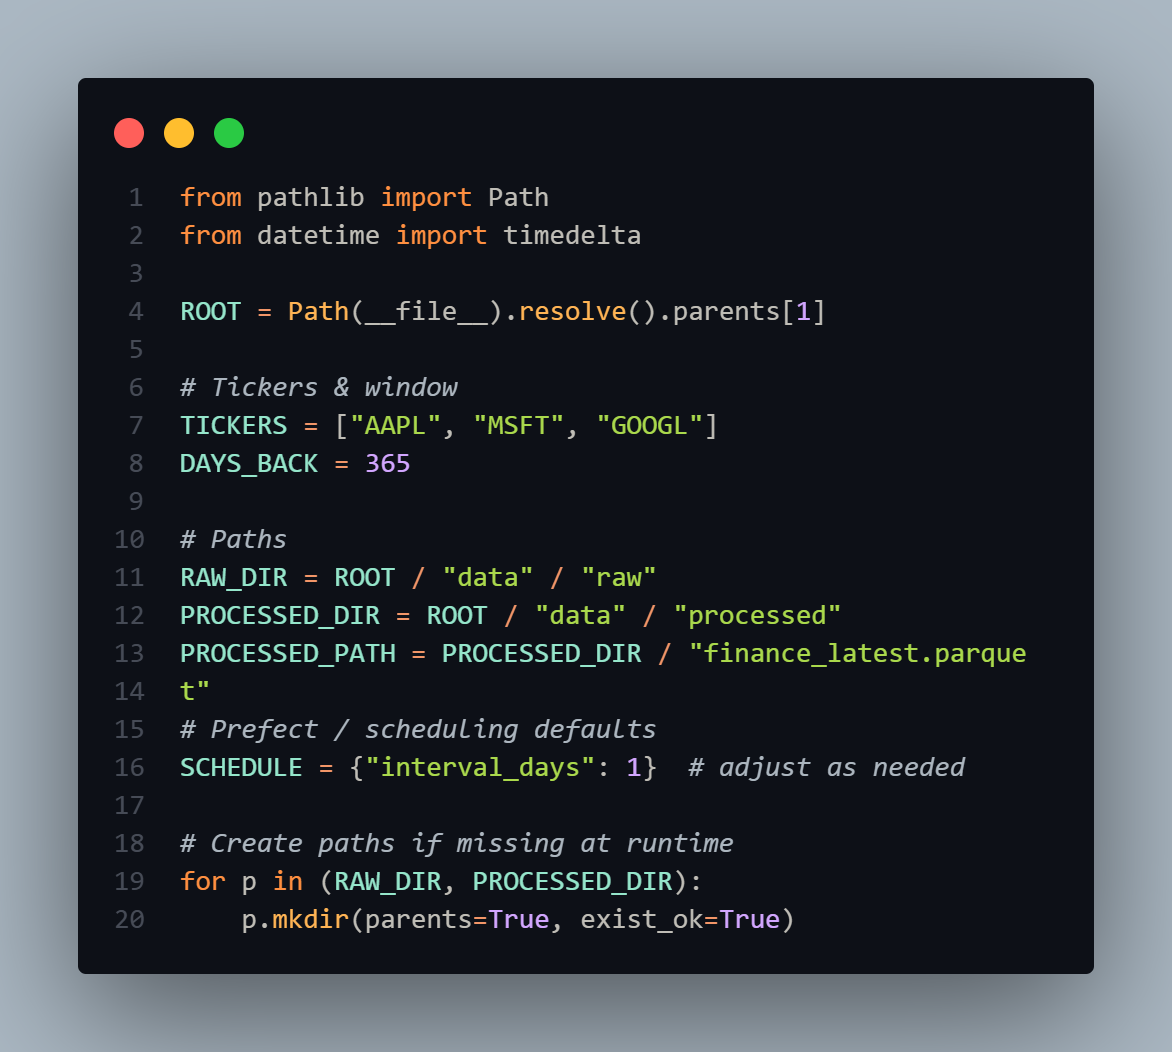 1 from pathlib import Path
2 from datetime import timedelta
3
4 ROOT = Path(__file__).resolve().parents[1]
5
6 # Tickers & window
7 TICKERS = ["AAPL", "MSFT", "GOOGL"]
8 DAYS_BACK = 365
9
10 # Paths
11 RAW_DIR = ROOT / "data" / "raw"
12 PROCESSED_DIR = ROOT / "data" / "processed"
13 PROCESSED_PATH = PROCESSED_DIR / "finance_latest.parque
14 t"
15 # Prefect / scheduling defaults
16 SCHEDULE = {"interval_days": 1}  # adjust as needed
17
18 # Create paths if missing at runtime
19 for p in (RAW_DIR, PROCESSED_DIR):
20     p.mkdir(parents=True, exist_ok=True)